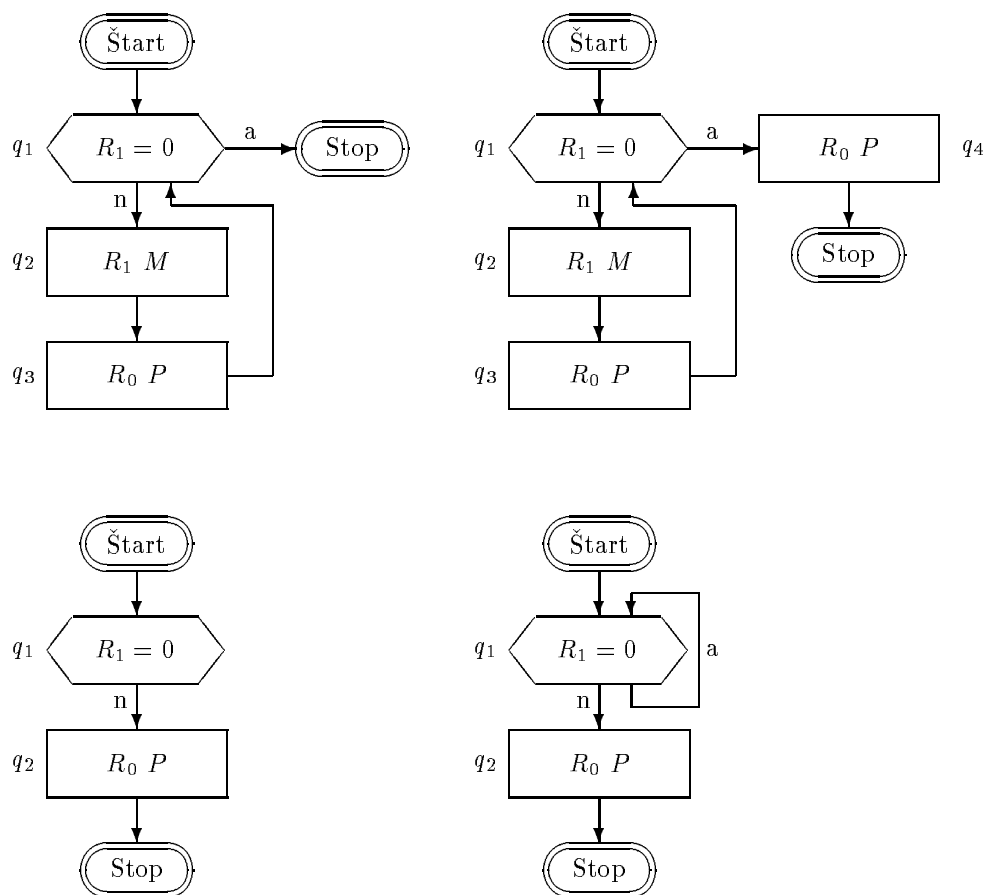 Štart
q1 R1 = 0 a Stop
n
q2 R1 M
q3 R0 P
Štart
q1 R1 = 0 a R0 P q4
n Stop
q2 R1 M
q3 R0 P
Štart
q1 R1 = 0
n
q2 R0 P
Stop
Štart
q1 R1 = 0 a
n
q2 R0 P
Stop